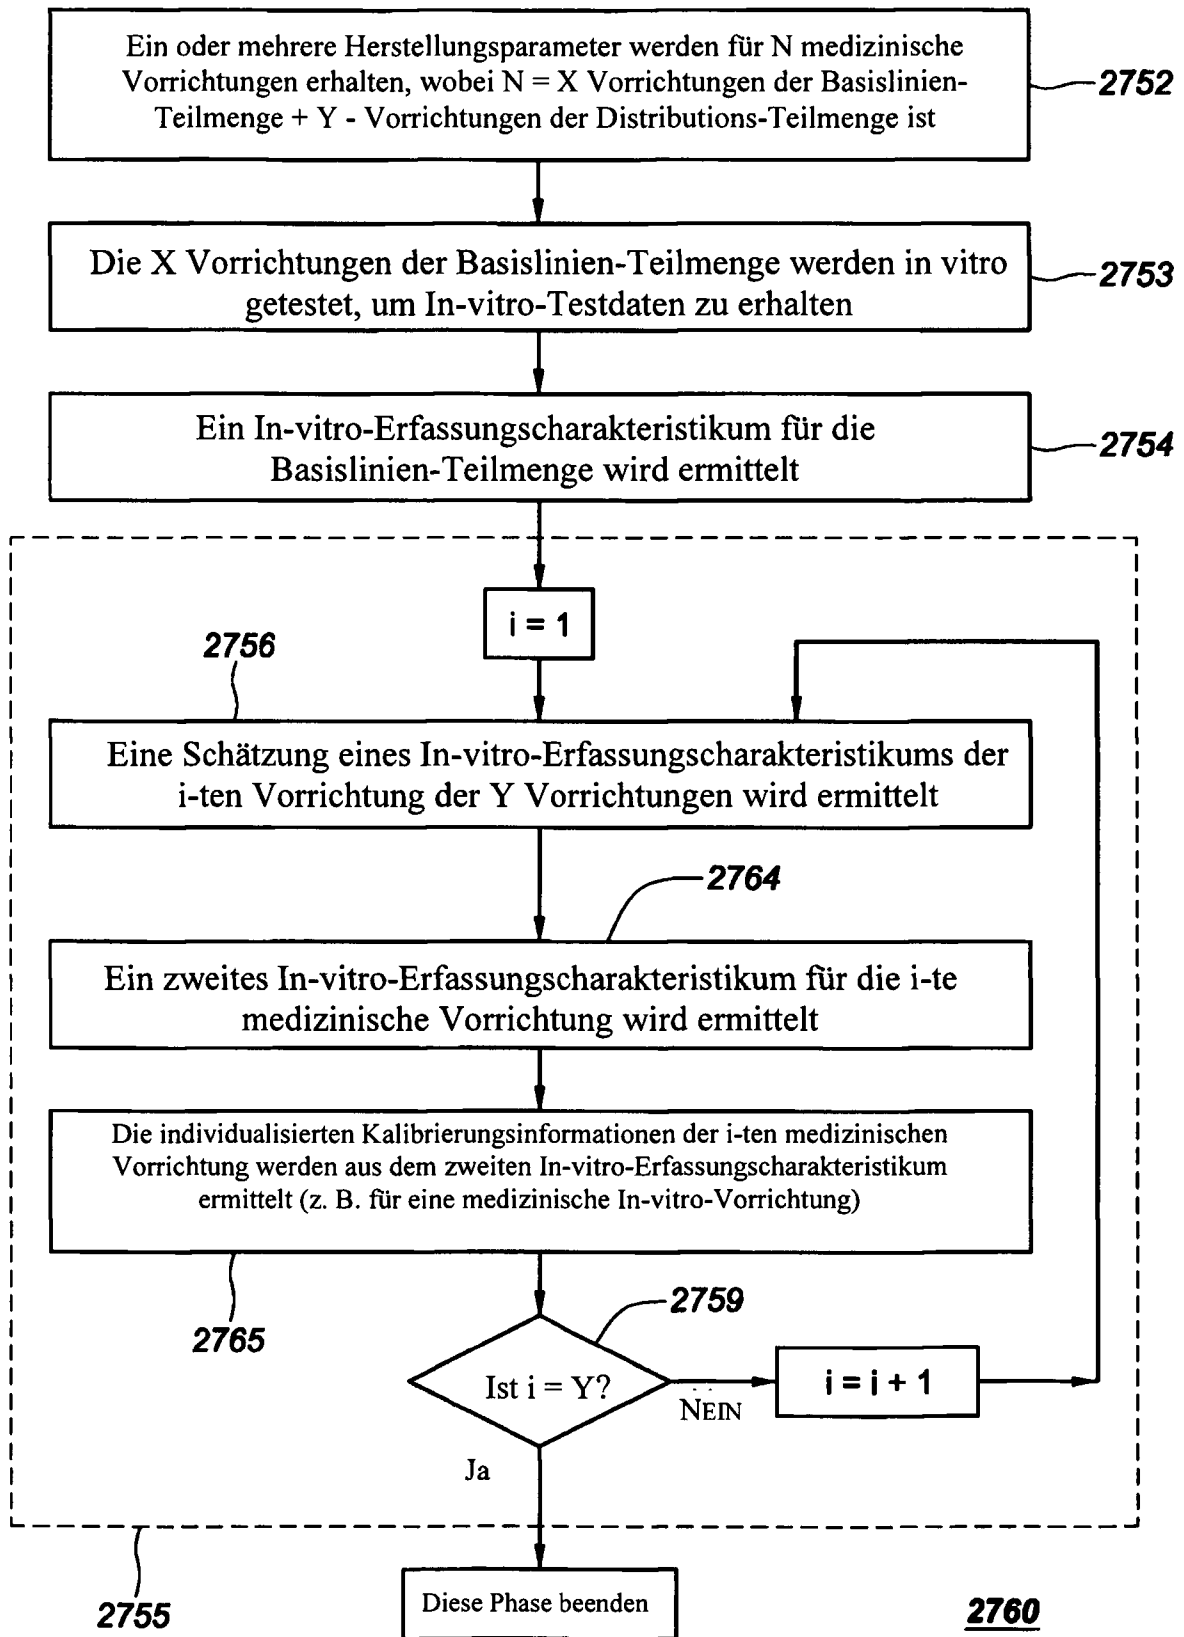 Ein oder mehrere Herstellungsparameter werden für N medizinische
Vorrichtungen erhalten, wobei N = X Vorrichtungen der Basislinien-
Teilmenge + Y - Vorrichtungen der Distributions-Teilmenge ist
2752
Die X Vorrichtungen der Basislinien-Teilmenge werden in vitro
getestet, um In-vitro-Testdaten zu erhalten
2753
Ein In-vitro-Erfassungscharakteristikum für die
Basislinien-Teilmenge wird ermittelt
2754
i = 1
2756
Eine Schätzung eines In-vitro-Erfassungscharakteristikums der
i-ten Vorrichtung der Y Vorrichtungen wird ermittelt
2764
Ein zweites In-vitro-Erfassungscharakteristikum für die i-te
medizinische Vorrichtung wird ermittelt
Die individualisierten Kalibrierungsinformationen der i-ten medizinischen
Vorrichtung werden aus dem zweiten In-vitro-Erfassungscharakteristikum
ermittelt (z. B. für eine medizinische In-vitro-Vorrichtung)
2765
2759
Ist i = Y?
NEIN
i = i + 1
Ja
2755
Diese Phase beenden
2760